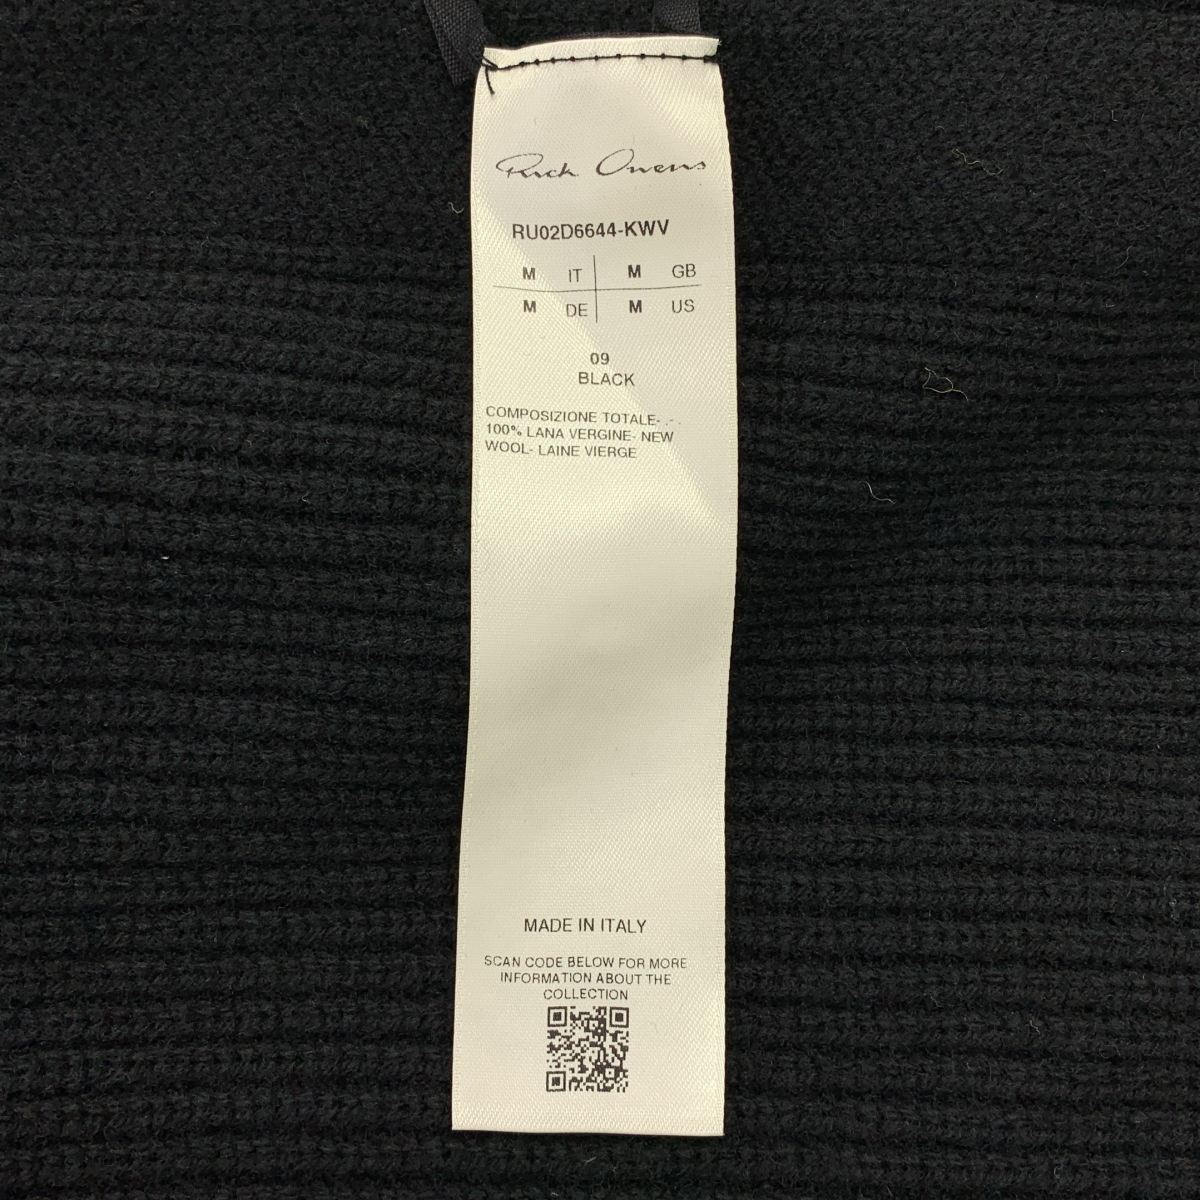 Rick Owens
RU02D6644-KWV
M IT M GB
M DE M US
09
BLACK
COMPOSIZIONE TOTALE- .-
100% LANA VERGINE- NEW
WOOL- LAINE VIERGE
MADE IN ITALY
SCAN CODE BELOW FOR MORE
INFORMATION ABOUT THE
COLLECTION